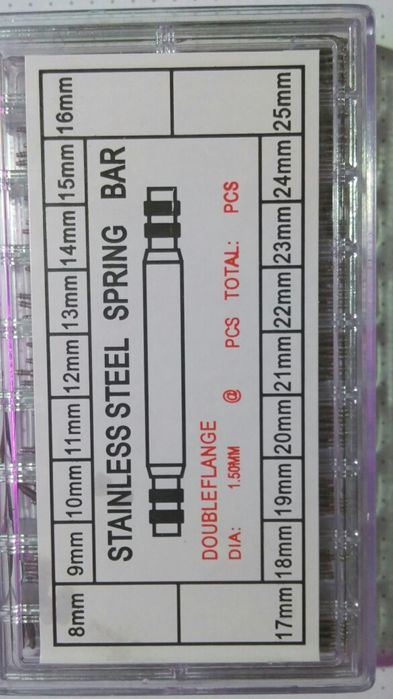 8mm 9mm 10mm 11mm 12mm 13mm 14mm 15mm 16mm
STAINLESS STEEL SPRING BAR
DOUBLEFLANGE
DIA: 1.50MM @ PCS TOTAL: PCS
17mm 18mm 19mm 20mm 21mm 22mm 23mm 24mm 25mm